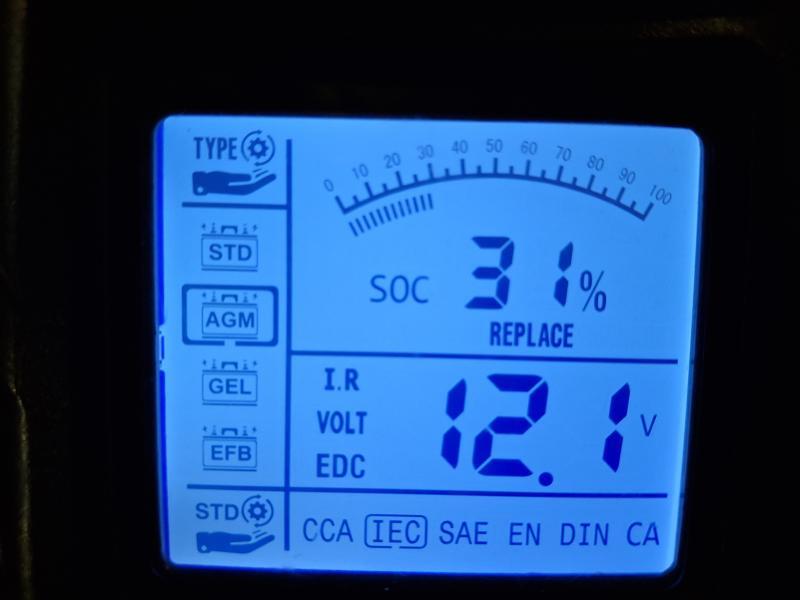 TYPE
STD
AGM
GEL
EFB
STD
0 10 20 30 40 50 60 70 80 90 100
SOC 31%
REPLACE
I.R
VOLT
EDC
12.1 V
CCA IEC SAE EN DIN CA